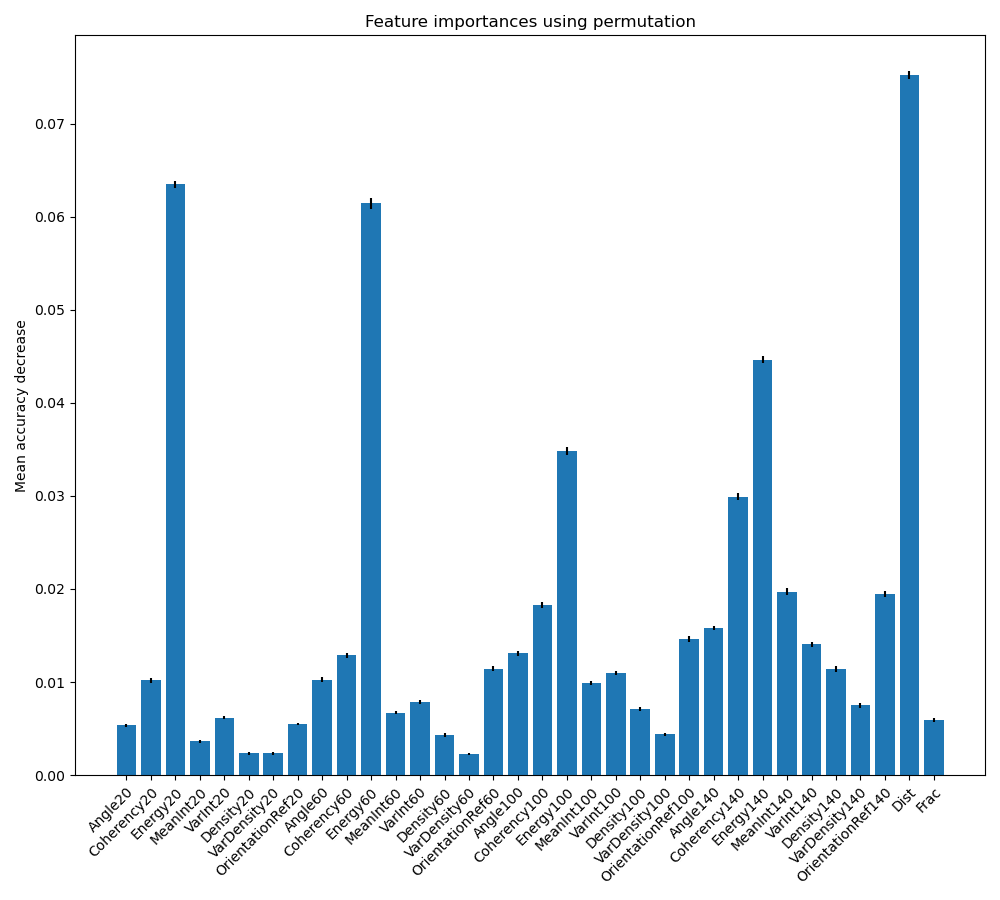 Feature importances using permutation
Mean accuracy decrease
0.07
0.06
0.05
0.04
0.03
0.02
0.01
0.00
Angle20
Coherency20
Energy20
MeanInt20
VarInt20
Density20
VarDensity20
OrientationRef20
Angle60
Coherency60
Energy60
MeanInt60
VarInt60
Density60
VarDensity60
OrientationRef60
Angle100
Coherency100
Energy100
MeanInt100
VarInt100
Density100
VarDensity100
OrientationRef100
Angle140
Coherency140
Energy140
MeanInt140
VarInt140
Density140
VarDensity140
OrientationRef140
Dist
Frac